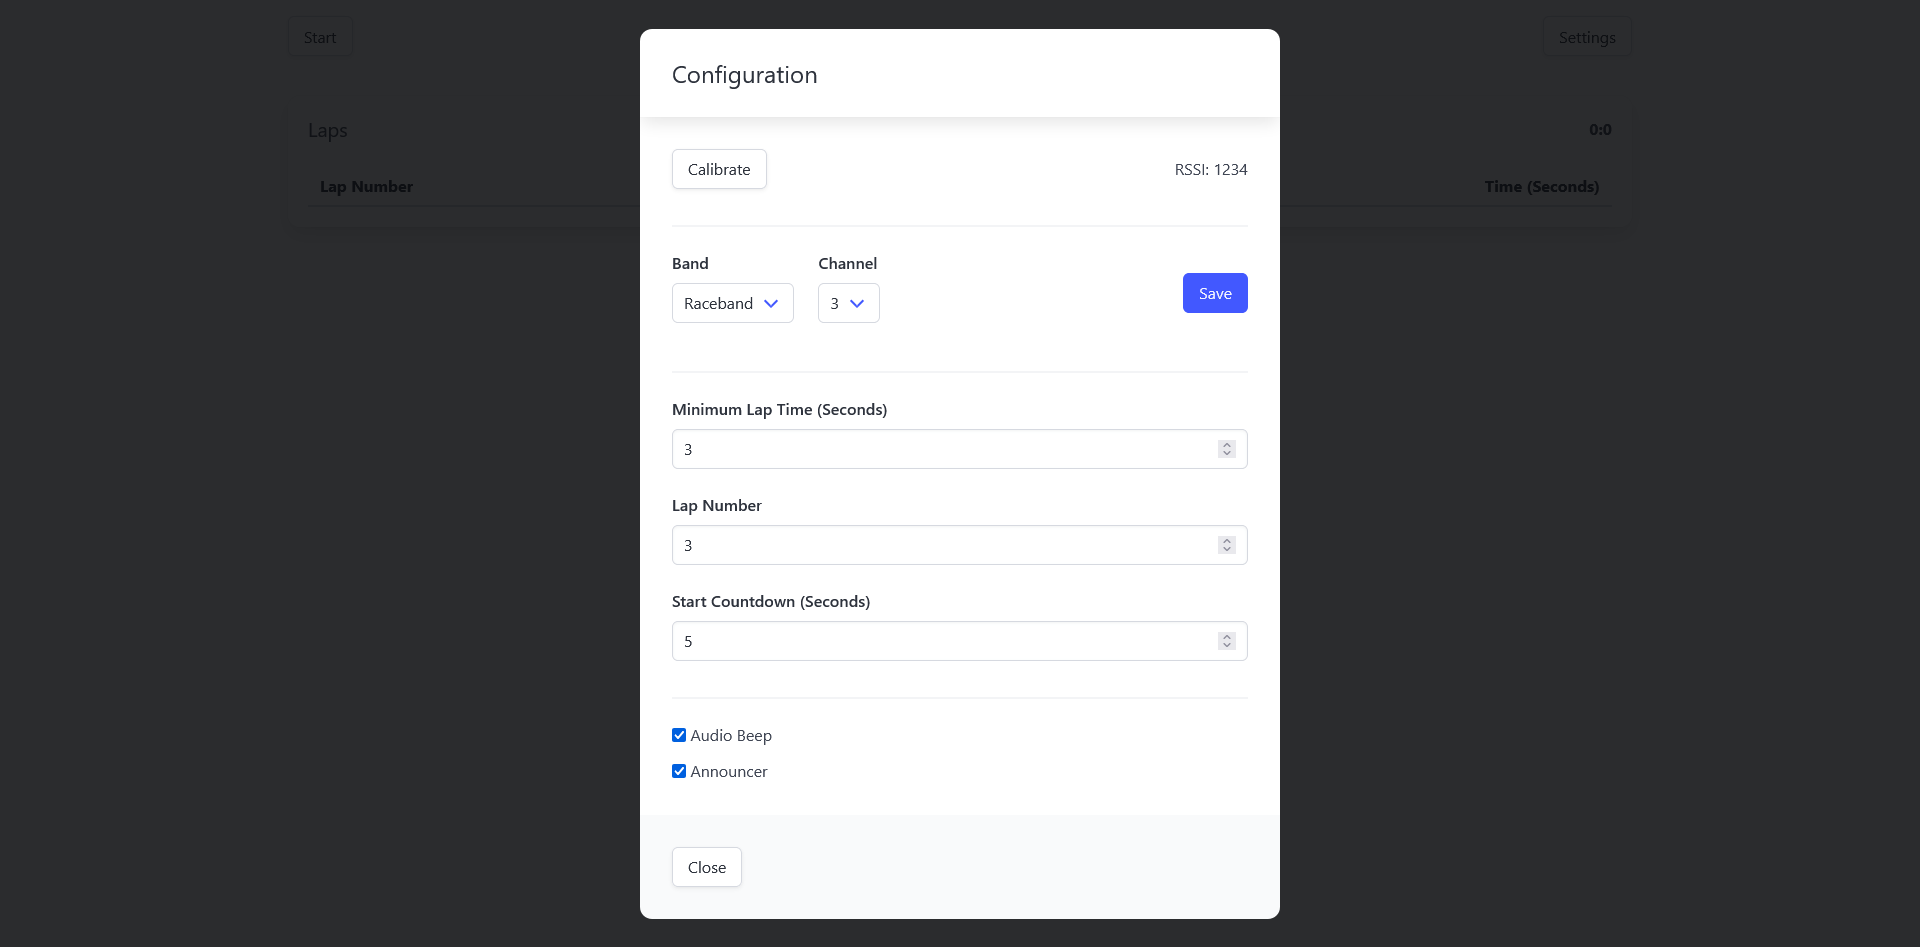 Start
Settings
Configuration
Laps
0:0
Lap Number
Time (Seconds)
Calibrate
RSSI: 1234
Band
Channel
Raceband
3
Save
Minimum Lap Time (Seconds)
3
Lap Number
3
Start Countdown (Seconds)
5
Audio Beep
Announcer
Close